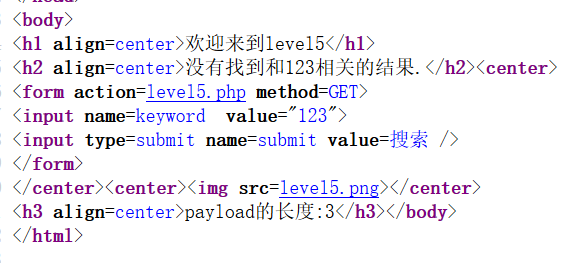 <body>
<h1 align=center>欢迎来到level5</h1>
<h2 align=center>没有找到和123相关的结果.</h2><center>
<form action=level5.php method=GET>
<input name=keyword  value="123">
<input type=submit name=submit value=搜索 />
</form>
</center><center><img src=level5.png></center>
<h3 align=center>payload的长度:3</h3></body>
</html>